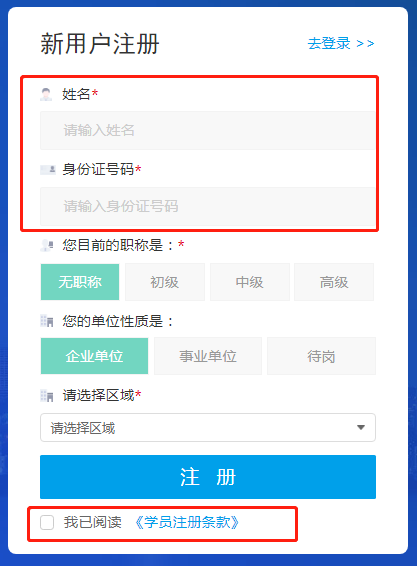 新用户注册 去登录 >>
姓名*
请输入姓名
身份证号码*
请输入身份证号码
您目前的职称是：*
无职称 初级 中级 高级
您的单位性质是：
企业单位 事业单位 待岗
请选择区域*
请选择区域
注 册
我已阅读 《学员注册条款》